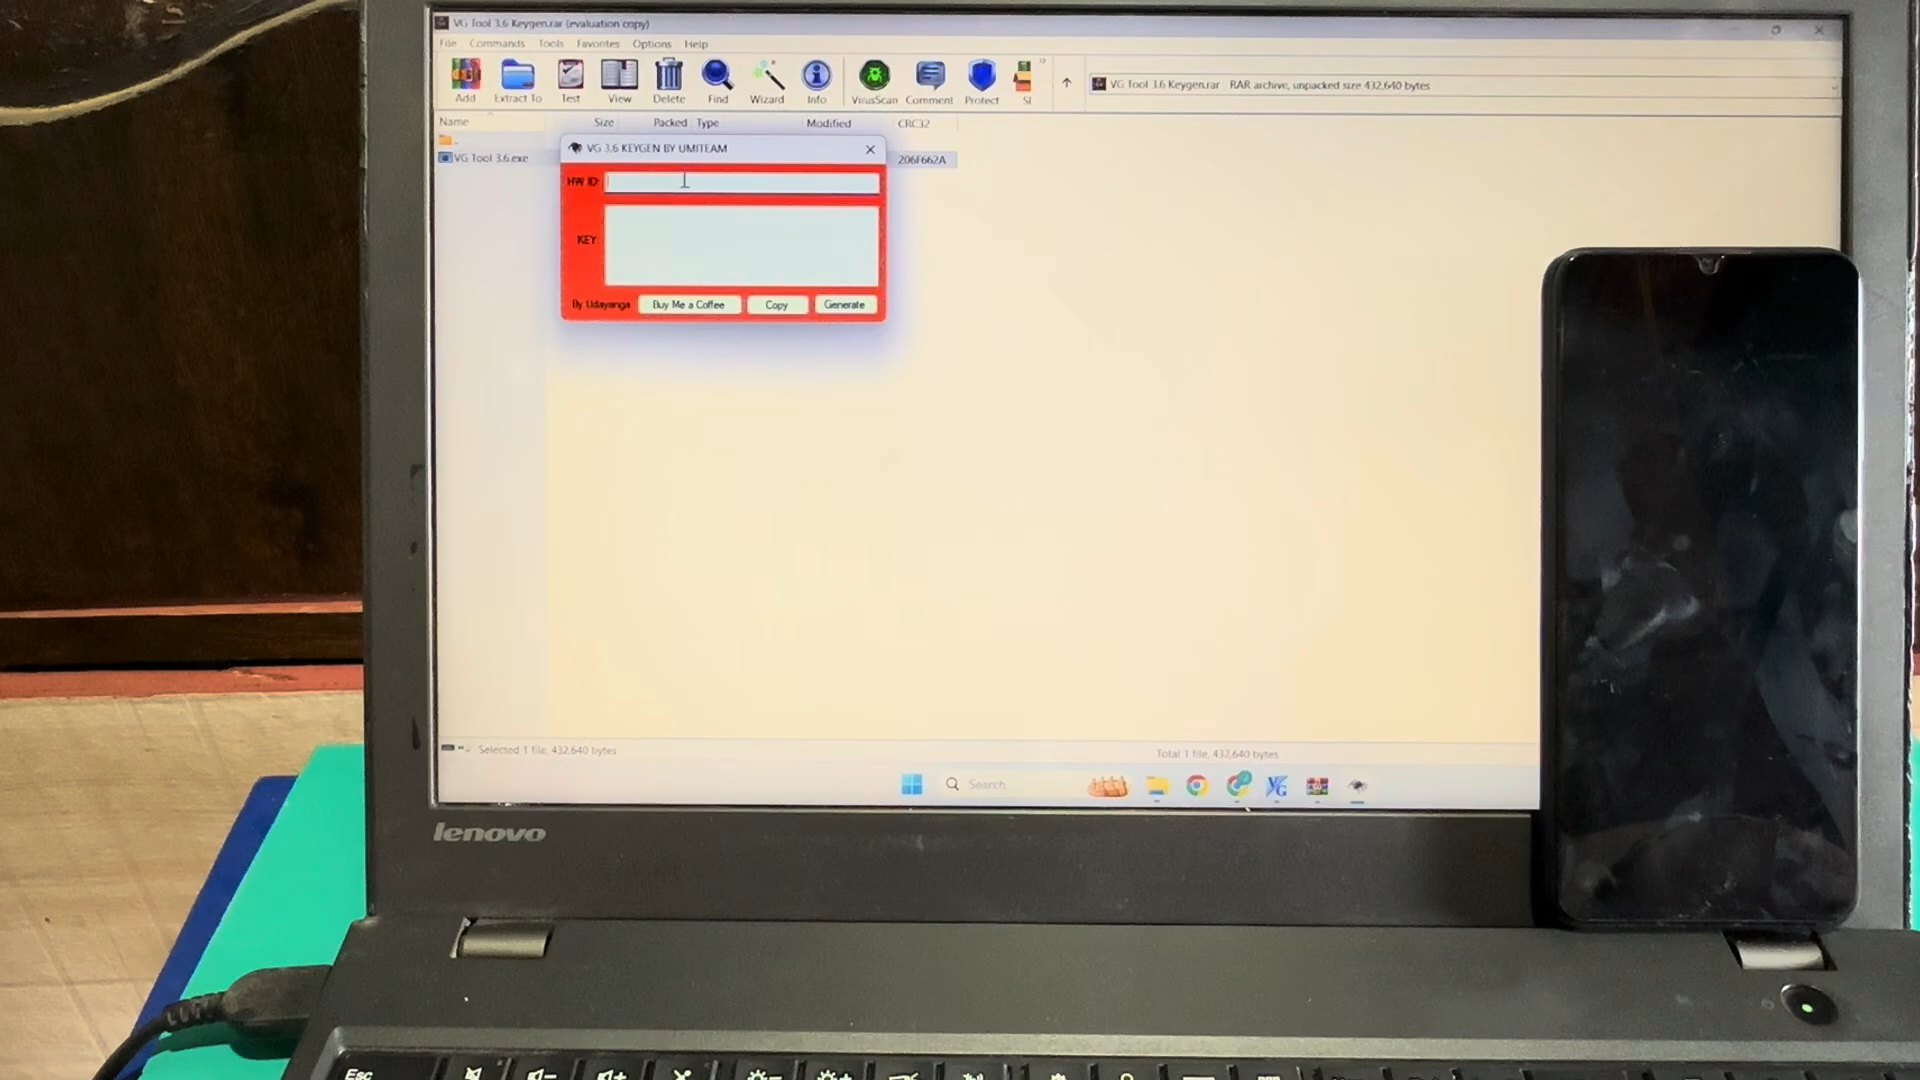 VG Tool 3.6 Keygen.rar (evaluation copy)
File Commands Tools Favorites Options Help
Add Extract To Test View Delete Find Wizard Info VirusScan Comment Protect SI
VG Tool 3.6 Keygen.rar - RAR archive, unpacked size 432,640 bytes
Name Size Packed Type Modified CRC32
..
VG Tool 3.6.exe 206F662A
VG 3.6 KEYGEN BY UMITEAM
HW ID:
KEY
By Udayanga Buy Me a Coffee Copy Generate
Selected 1 file, 432,640 bytes
Total 1 file, 432,640 bytes
Search
lenovo
Esc